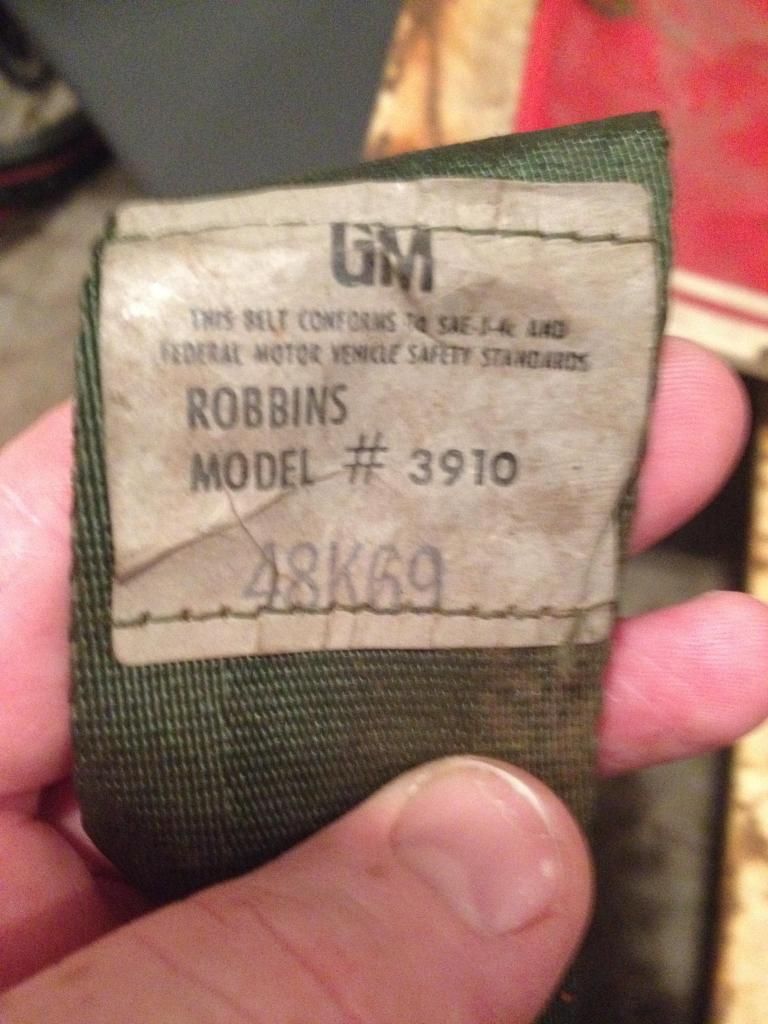 GM
THIS BELT CONFORMS TO SAE-J-4c AND
FEDERAL MOTOR VEHICLE SAFETY STANDARDS
ROBBINS
MODEL # 3910
48K69